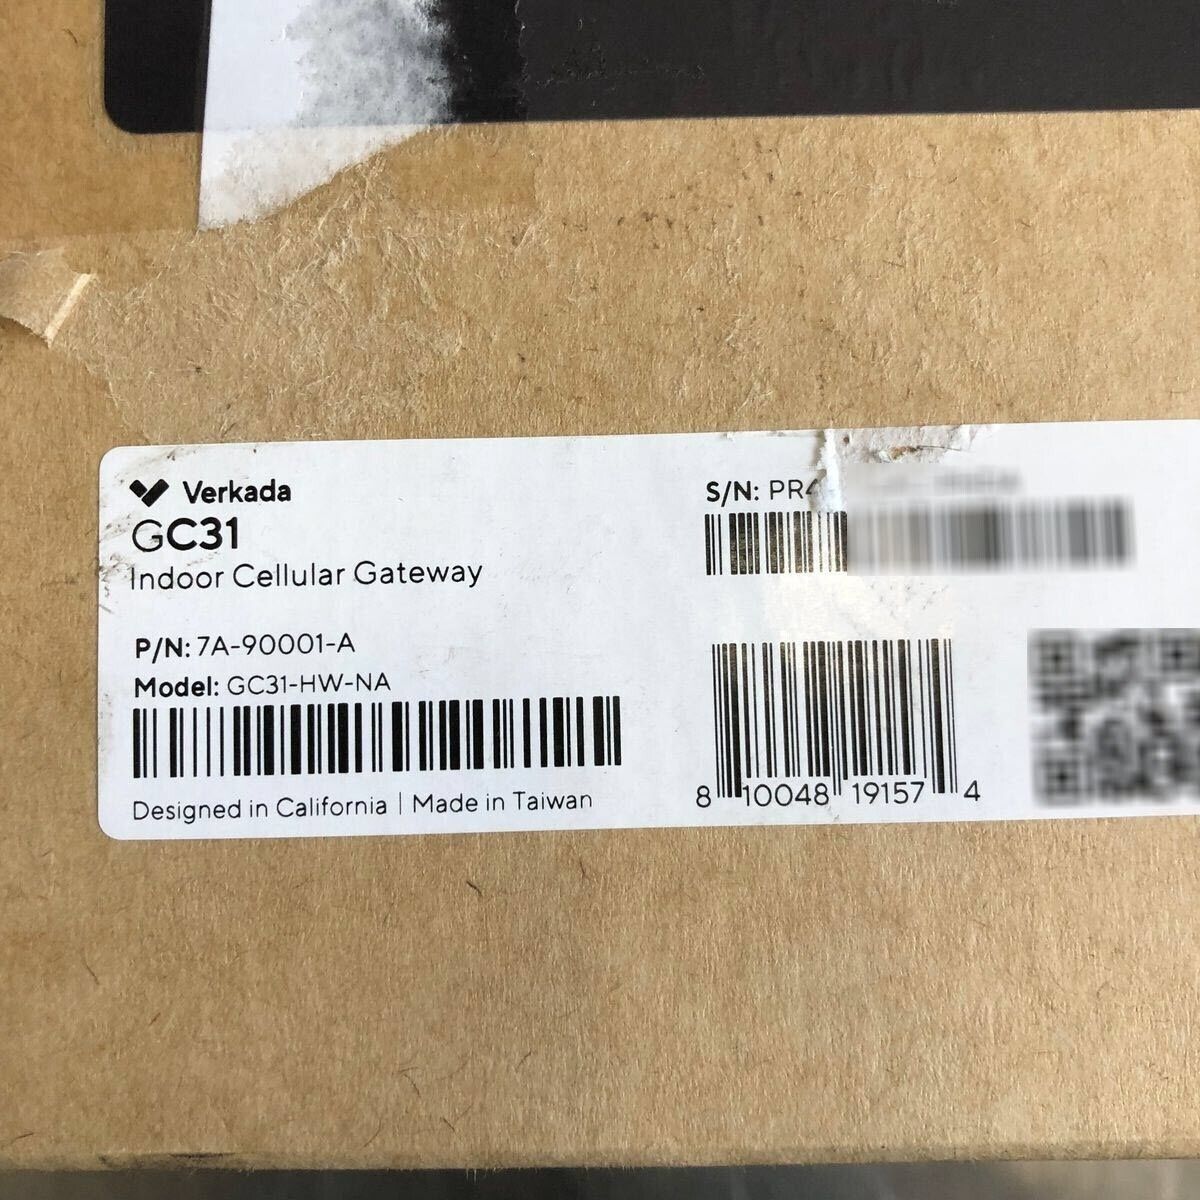 Verkada
GC31
Indoor Cellular Gateway
P/N: 7A-90001-A
Model: GC31-HW-NA
Designed in California | Made in Taiwan
S/N: PR4
8 10048 19157 4